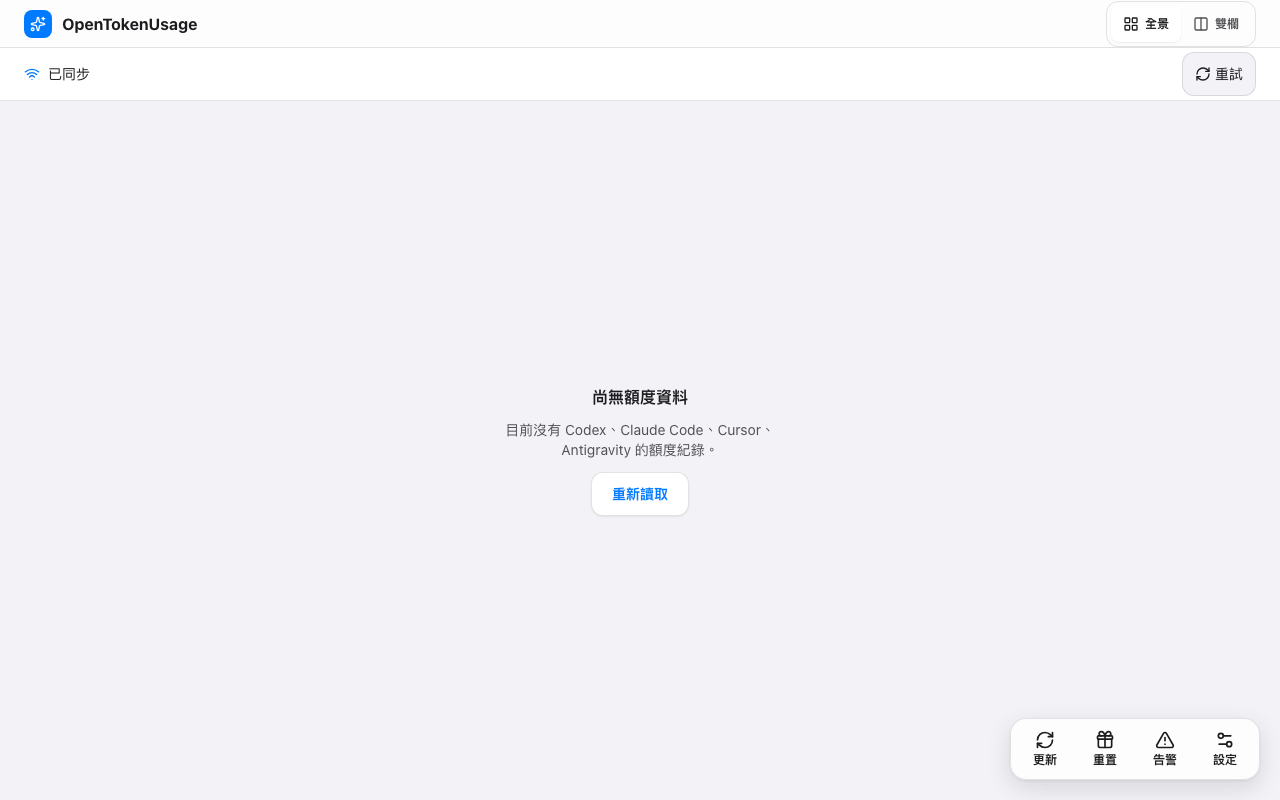 OpenTokenUsage
全景
雙欄
已同步
重試
尚無額度資料
目前沒有 Codex、Claude Code、Cursor、
Antigravity 的額度紀錄。
重新讀取
更新
重置
告警
設定